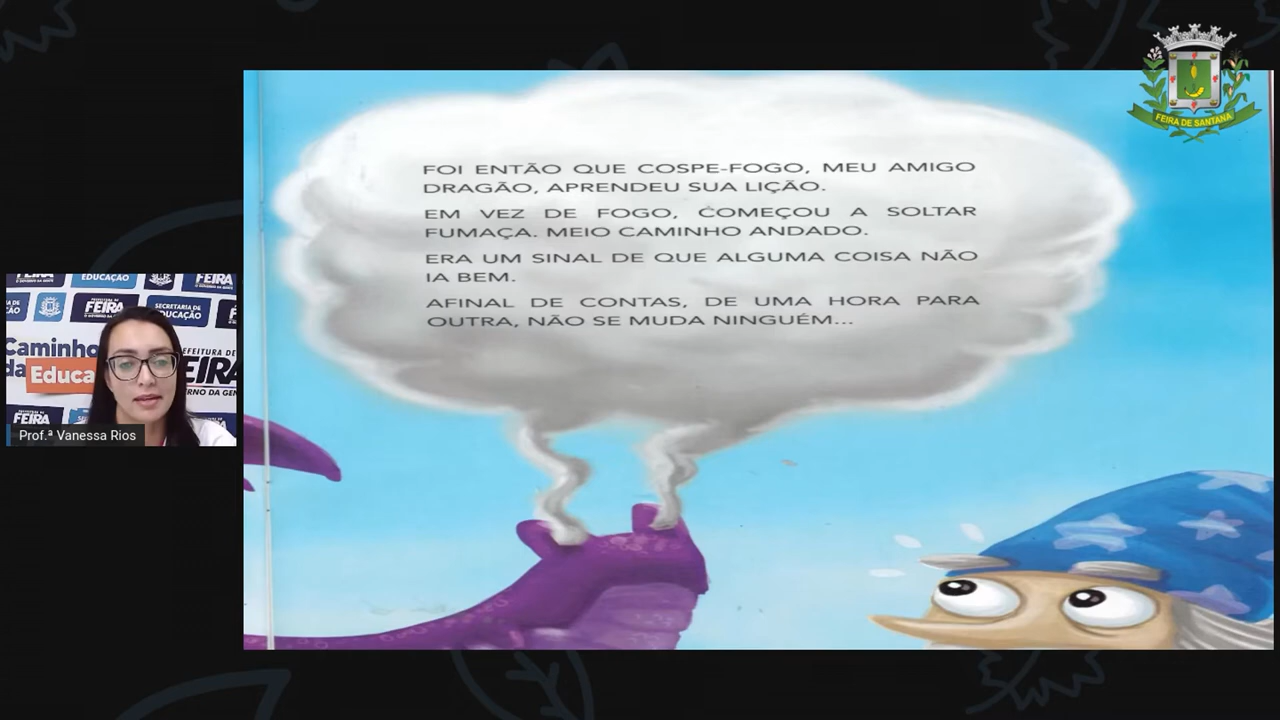 FEIRA DE SANTANA
FOI ENTÃO QUE COSPE-FOGO, MEU AMIGO
DRAGÃO, APRENDEU SUA LIÇÃO.
EM VEZ DE FOGO, COMEÇOU A SOLTAR
FUMAÇA. MEIO CAMINHO ANDADO.
ERA UM SINAL DE QUE ALGUMA COISA NÃO
IA BEM.
AFINAL DE CONTAS, DE UMA HORA PARA
OUTRA, NÃO SE MUDA NINGUÉM...
EDUCAÇÃO
FEIRA
FEIRA
SECRETARIA DE
EDUCAÇÃO
Caminho
da
Educa
FEIRA
Prof.ª Vanessa Rios